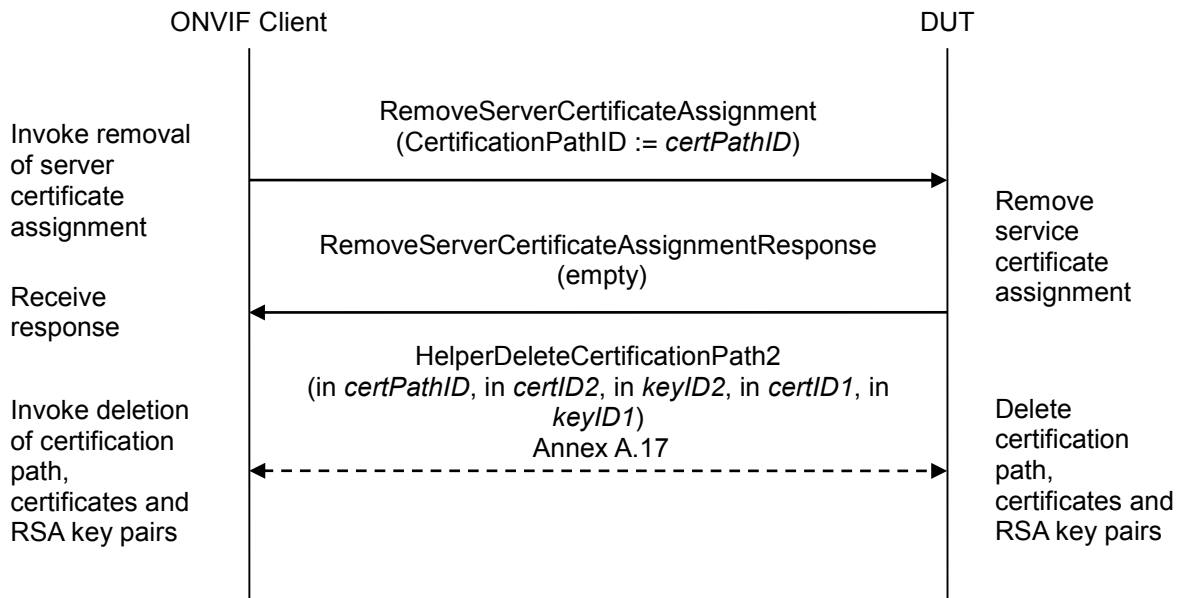 ONVIF Client
DUT
RemoveServerCertificateAssignment
(CertificationPathID := certPathID)
Invoke removal
of server
certificate
assignment
Remove
service
certificate
assignment
RemoveServerCertificateAssignmentResponse
(empty)
Receive
response
HelperDeleteCertificationPath2
(in certPathID, in certID2, in keyID2, in certID1, in
keyID1)
Annex A.17
Invoke deletion
of certification
path,
certificates and
RSA key pairs
Delete
certification
path,
certificates and
RSA key pairs